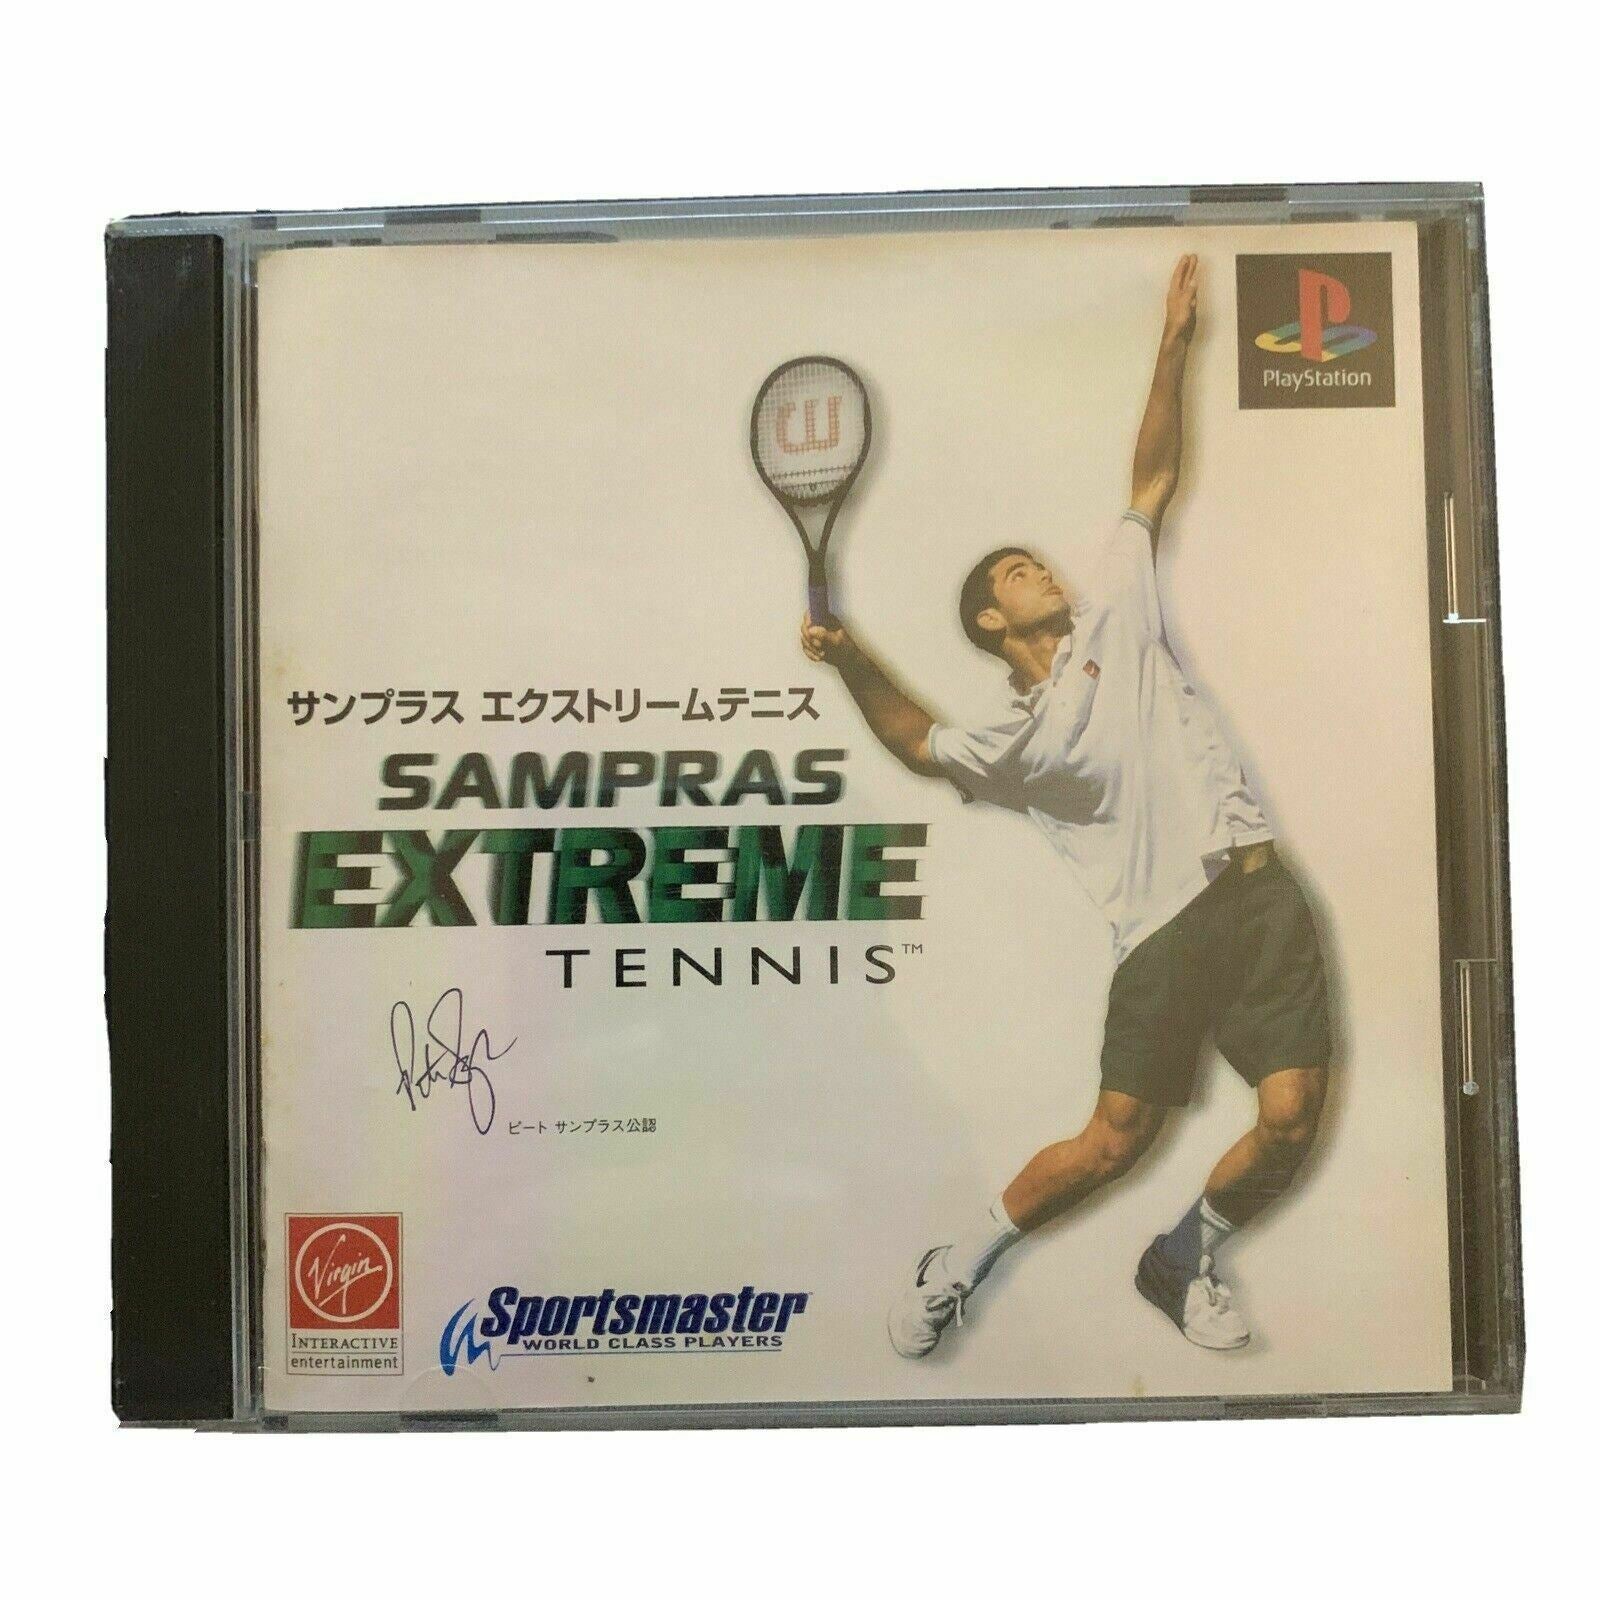 PlayStation
サンプラス エクストリームテニス
SAMPRAS
EXTREME
TENNIS™
ピート サンプラス公認
Virgin
INTERACTIVE
entertainment
Sportsmaster
WORLD CLASS PLAYERS